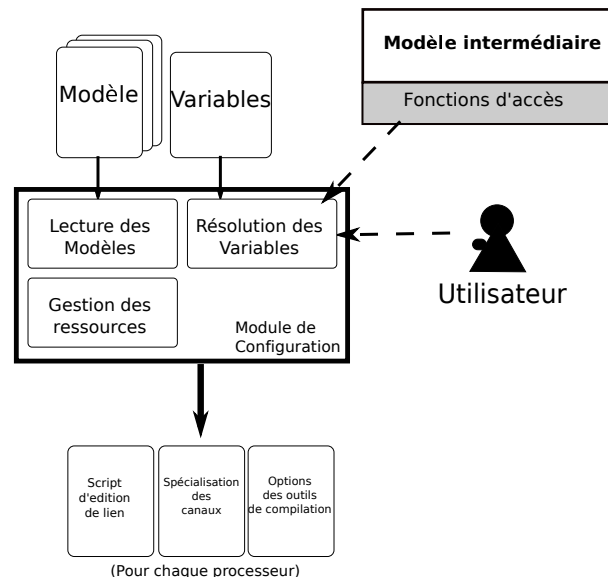 Modèle intermédiaire
Fonctions d'accès
Modèle
Variables
Lecture des
Modèles
Résolution des
Variables
Gestion des
ressources
Module de
Configuration
Utilisateur
Script
d'edition
de lien
Spécialisation
des
canaux
Options
des outils
de compilation
(Pour chaque processeur)